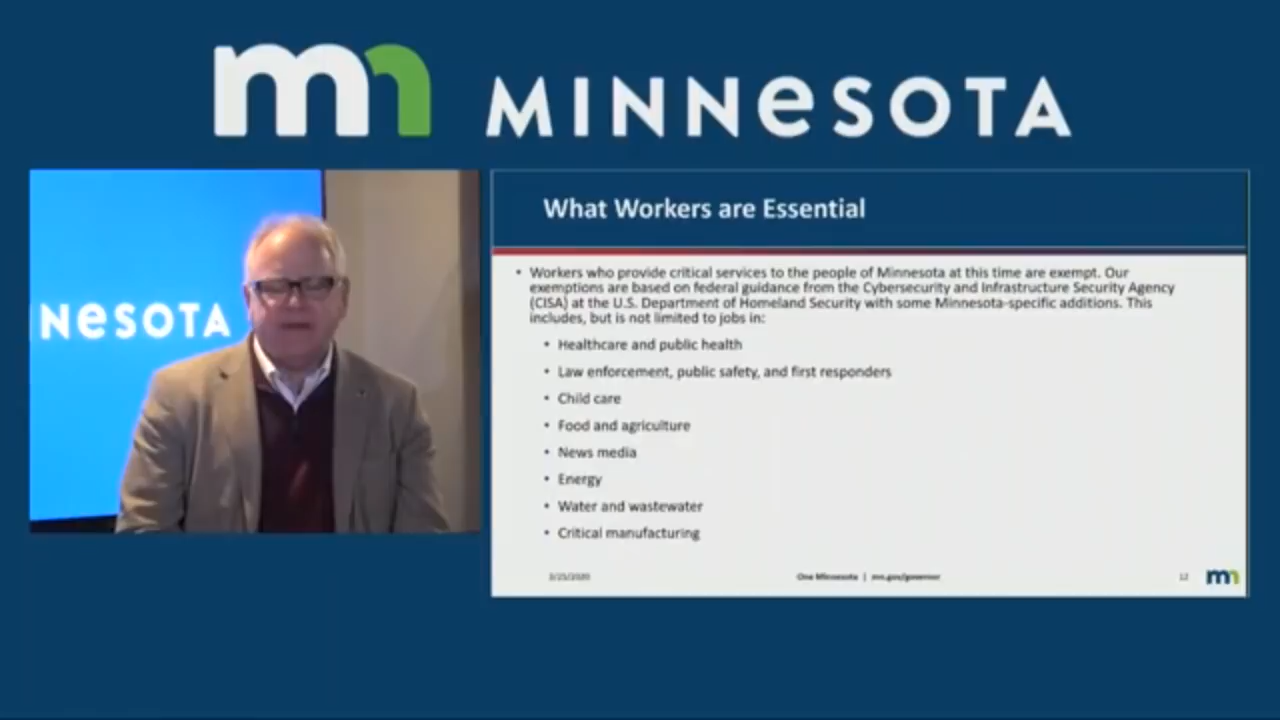 mn MINNESOTA
NESOTA
What Workers are Essential
• Workers who provide critical services to the people of Minnesota at this time are exempt. Our
exemptions are based on federal guidance from the Cybersecurity and Infrastructure Security Agency
(CISA) at the U.S. Department of Homeland Security with some Minnesota-specific additions. This
includes, but is not limited to jobs in:
• Healthcare and public health
• Law enforcement, public safety, and first responders
• Child care
• Food and agriculture
• News media
• Energy
• Water and wastewater
• Critical manufacturing
3/25/2020
One Minnesota | mn.gov/governor
12
mn